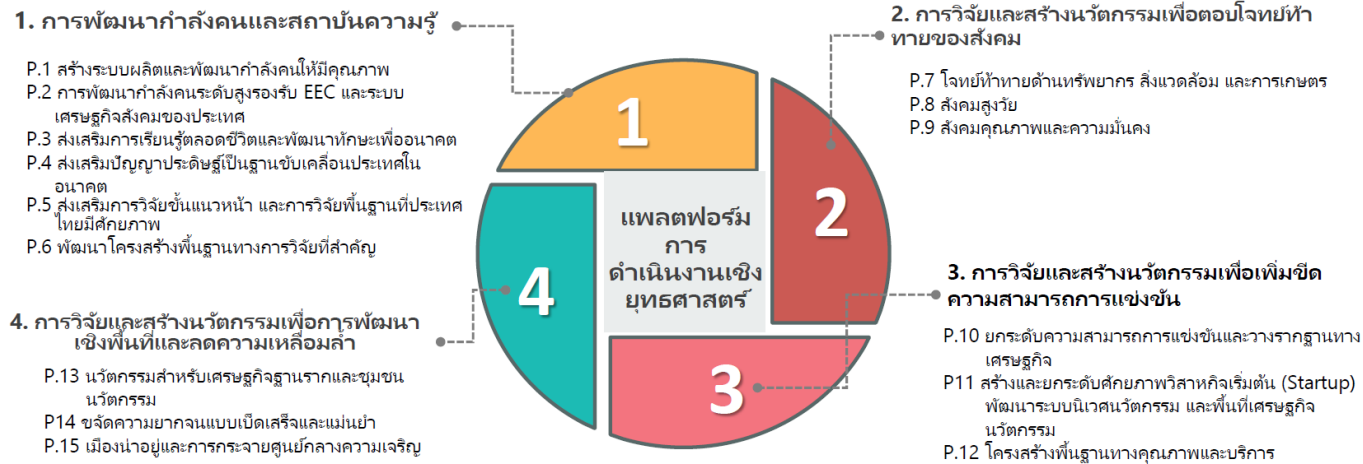 1. การพัฒนากำลังคนและสถาบันความรู้
P.1 สร้างระบบผลิตและพัฒนากำลังคนให้มีคุณภาพ
P.2 การพัฒนากำลังคนระดับสูงรองรับ EEC และระบบ
เศรษฐกิจสังคมของประเทศ
P.3 ส่งเสริมการเรียนรู้ตลอดชีวิตและพัฒนาทักษะเพื่ออนาคต
P.4 ส่งเสริมปัญญาประดิษฐ์เป็นฐานขับเคลื่อนประเทศใน
อนาคต
P.5 ส่งเสริมการวิจัยขั้นแนวหน้า และการวิจัยพื้นฐานที่ประเทศ
ไทยมีศักยภาพ
P.6 พัฒนาโครงสร้างพื้นฐานทางการวิจัยที่สำคัญ
2. การวิจัยและสร้างนวัตกรรมเพื่อตอบโจทย์ท้า
ทายของสังคม
P.7 โจทย์ท้าทายด้านทรัพยากร สิ่งแวดล้อม และการเกษตร
P.8 สังคมสูงวัย
P.9 สังคมคุณภาพและความมั่นคง
1
2
3
4
แพลตฟอร์ม
การ
ดำเนินงานเชิง
ยุทธศาสตร์
3. การวิจัยและสร้างนวัตกรรมเพื่อเพิ่มขีด
ความสามารถการแข่งขัน
P.10 ยกระดับความสามารถการแข่งขันและวางรากฐานทาง
เศรษฐกิจ
P11 สร้างและยกระดับศักยภาพวิสาหกิจเริ่มต้น (Startup)
พัฒนาระบบนิเวศนวัตกรรม และพื้นที่เศรษฐกิจ
นวัตกรรม
P.12 โครงสร้างพื้นฐานทางคุณภาพและบริการ
4. การวิจัยและสร้างนวัตกรรมเพื่อการพัฒนา
เชิงพื้นที่และลดความเหลื่อมล้ำ
P.13 นวัตกรรมสำหรับเศรษฐกิจฐานรากและชุมชน
นวัตกรรม
P14 ขจัดความยากจนแบบเบ็ดเสร็จและแม่นยำ
P.15 เมืองน่าอยู่และการกระจายศูนย์กลางความเจริญ